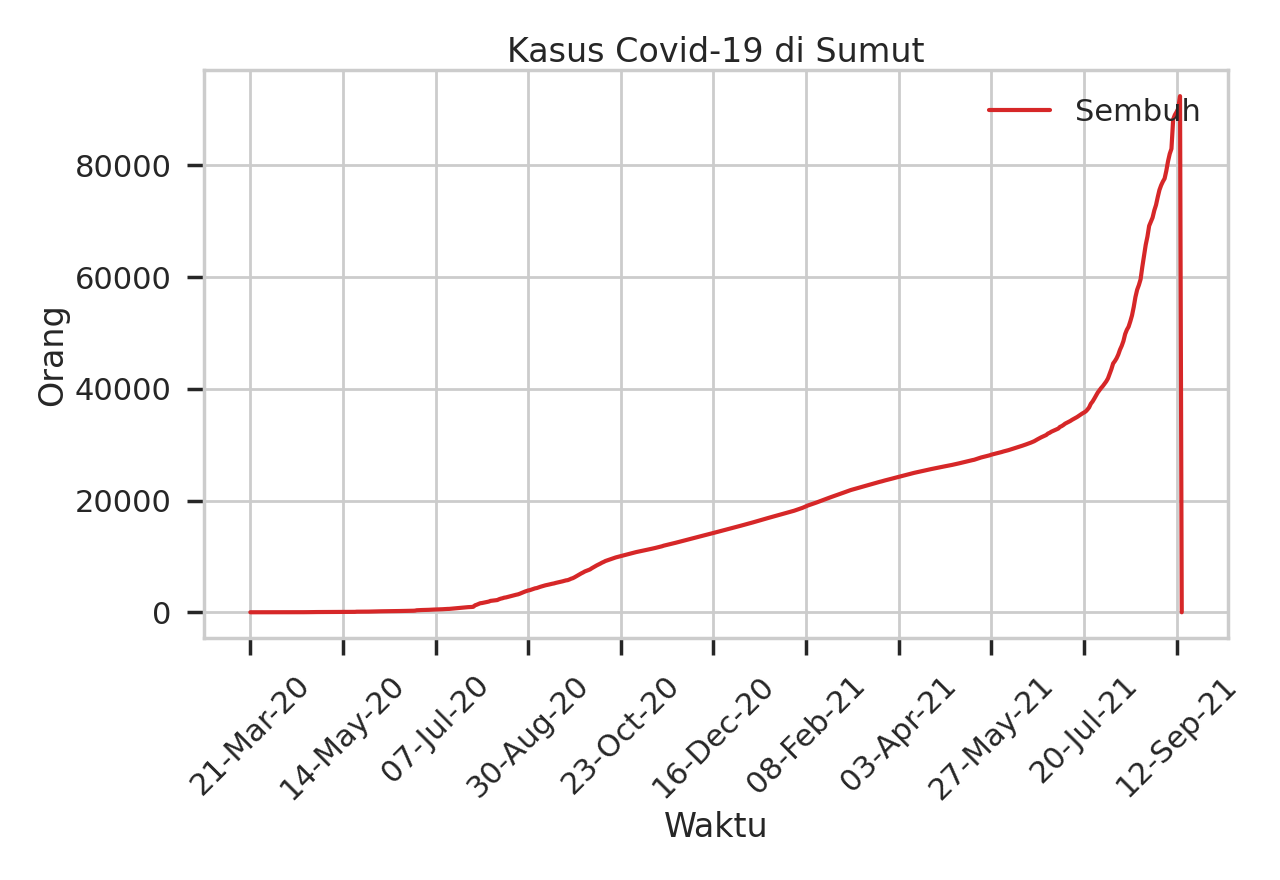 Kasus Covid-19 di Sumut
Sembuh
80000
60000
40000
20000
0
Orang
21-Mar-20
14-May-20
07-Jul-20
30-Aug-20
23-Oct-20
16-Dec-20
08-Feb-21
03-Apr-21
27-May-21
20-Jul-21
12-Sep-21
Waktu